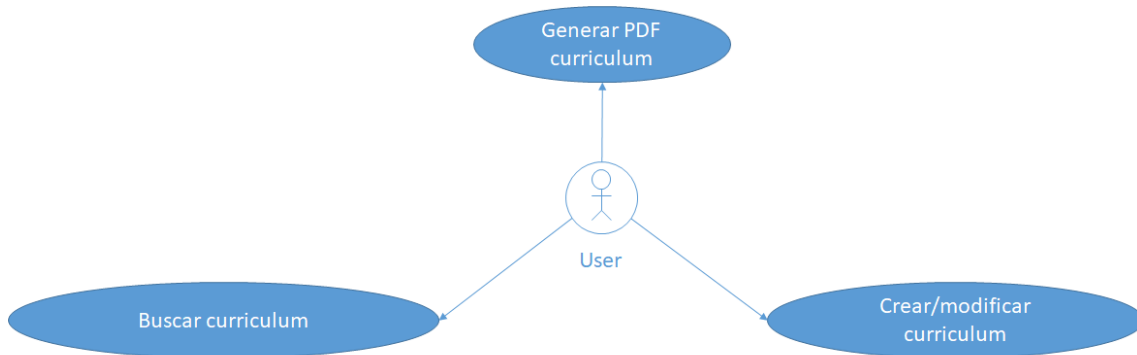 Generar PDF
curriculum
User
Buscar curriculum
Crear/modificar
curriculum